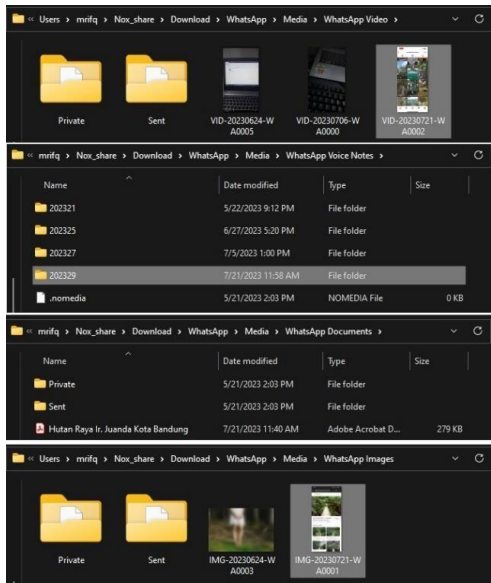 « Users › mrifq › Nox_share › Download › WhatsApp › Media › WhatsApp Video ›
Private
Sent
VID-20230624-W
A0005
VID-20230706-W
A0000
VID-20230721-W
A0002
« mrifq › Nox_share › Download › WhatsApp › Media › WhatsApp Voice Notes ›
Name Date modified Type Size
202321 5/22/2023 9:12 PM File folder
202325 6/27/2023 5:20 PM File folder
202327 7/5/2023 1:00 PM File folder
202329 7/21/2023 11:58 AM File folder
.nomedia 5/21/2023 2:03 PM NOMEDIA File 0 KB
« mrifq › Nox_share › Download › WhatsApp › Media › WhatsApp Documents ›
Name Date modified Type Size
Private 5/21/2023 2:03 PM File folder
Sent 5/21/2023 2:03 PM File folder
Hutan Raya Ir. Juanda Kota Bandung 7/21/2023 11:40 AM Adobe Acrobat D... 279 KB
« Users › mrifq › Nox_share › Download › WhatsApp › Media › WhatsApp Images ›
Private
Sent
IMG-20230624-W
A0003
IMG-20230721-W
A0001